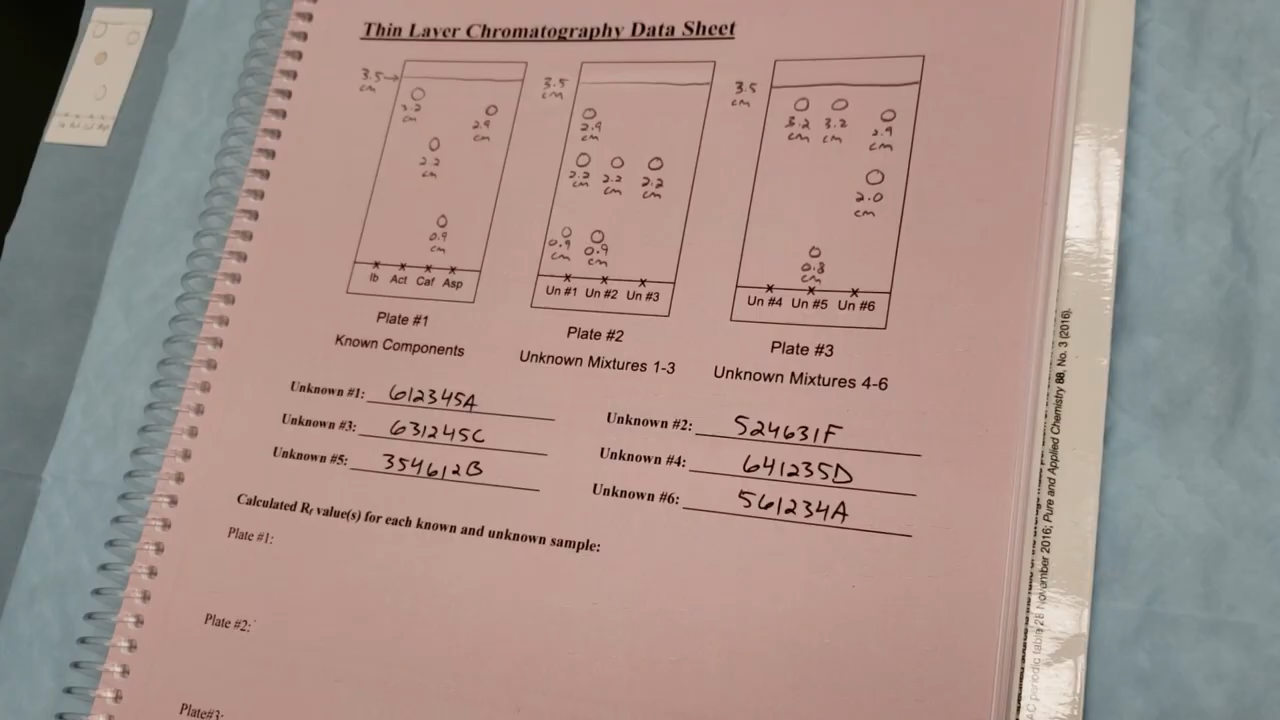 Thin Layer Chromatography Data Sheet
3.5 cm
3.2 cm
2.9 cm
2.2 cm
0.9 cm
Ib Act Caf Asp
Plate #1
Known Components
3.5 cm
2.9 cm
2.2 cm 2.2 cm 2.2 cm
0.9 cm 0.9 cm
Un #1 Un #2 Un #3
Plate #2
Unknown Mixtures 1-3
3.5 cm
3.2 cm 3.2 cm 2.9 cm
2.0 cm
0.8 cm
Un #4 Un #5 Un #6
Plate #3
Unknown Mixtures 4-6
Unknown #1: 612345A
Unknown #2: 524631F
Unknown #3: 631245C
Unknown #4: 641235D
Unknown #5: 354612B
Unknown #6: 561234A
Calculated Rf value(s) for each known and unknown sample:
Plate #1:
Plate #2:
Plate#3:
2016; Pure and Applied Chemistry 88, No. 3 (2016).
periodic table 28 November